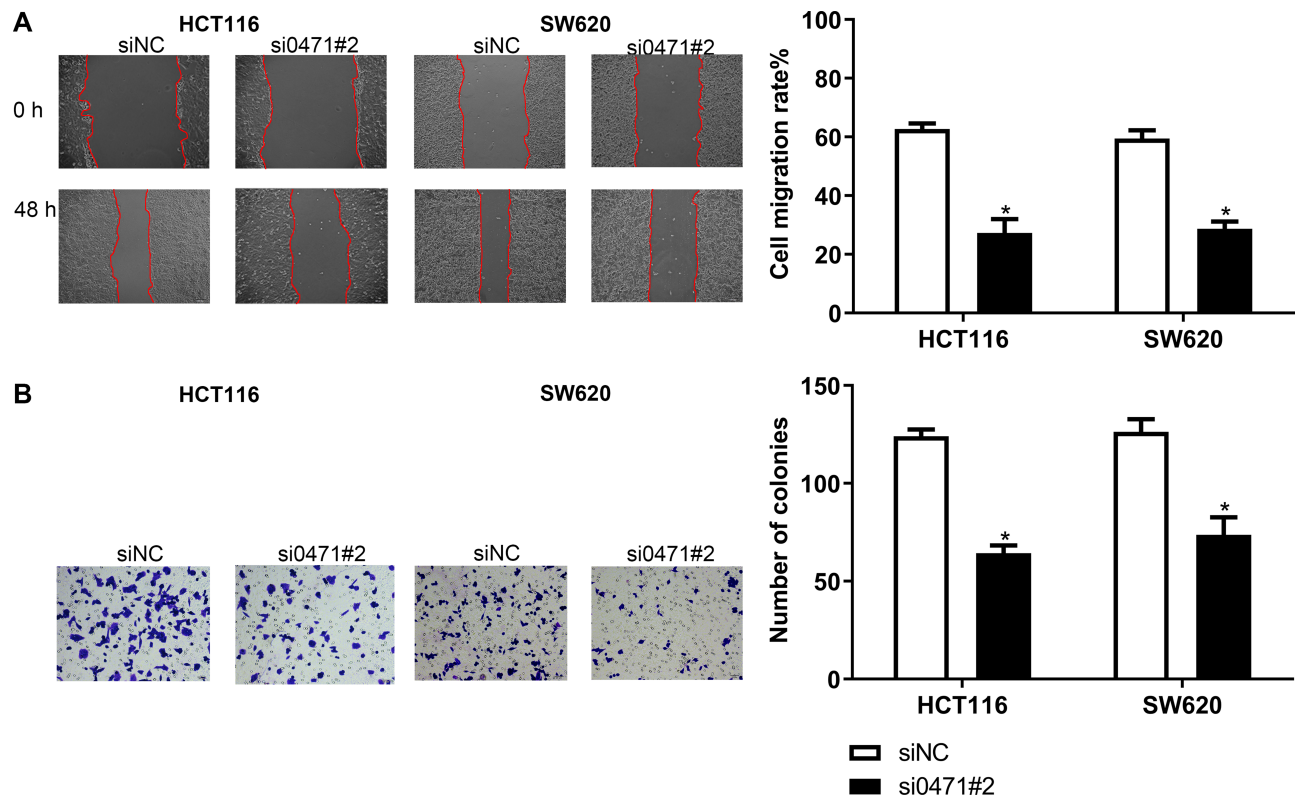 A
HCT116
SW620
siNC
si0471#2
siNC
si0471#2
0 h
48 h
Cell migration rate%
100
80
60
40
20
0
*
*
HCT116
SW620
B
HCT116
SW620
siNC
si0471#2
siNC
si0471#2
Number of colonies
150
100
50
0
*
*
HCT116
SW620
siNC
si0471#2